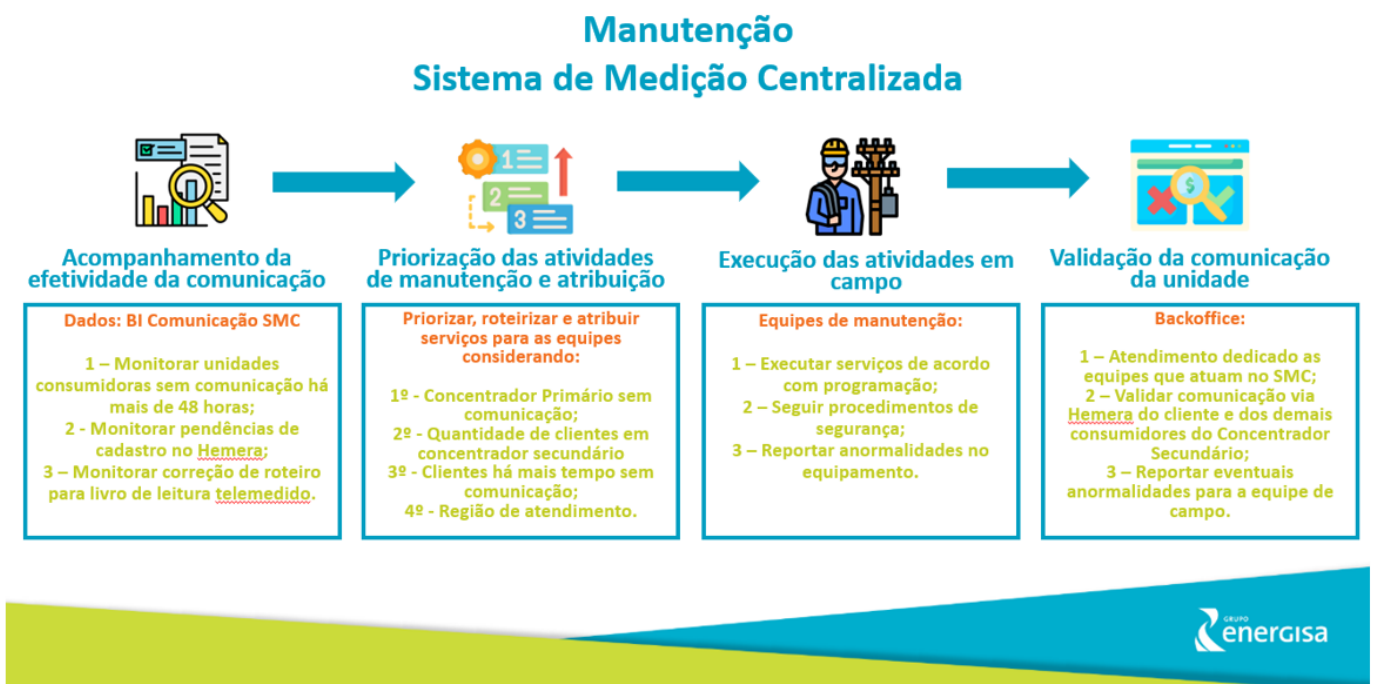 Manutenção
Sistema de Medição Centralizada
1
2
3
$
Acompanhamento da
efetividade da comunicação
Dados: BI Comunicação SMC
1 – Monitorar unidades
consumidoras sem comunicação há
mais de 48 horas;
2 - Monitorar pendências de
cadastro no Hemera;
3 – Monitorar correção de roteiro
para livro de leitura telemedido.
Priorização das atividades
de manutenção e atribuição
Priorizar, roteirizar e atribuir
serviços para as equipes
considerando:
1º - Concentrador Primário sem
comunicação;
2º - Quantidade de clientes em
concentrador secundário
3º - Clientes há mais tempo sem
comunicação;
4º - Região de atendimento.
Execução das atividades em
campo
Equipes de manutenção:
1 – Executar serviços de acordo
com programação;
2 – Seguir procedimentos de
segurança;
3 – Reportar anormalidades no
equipamento.
Validação da comunicação
da unidade
Backoffice:
1 – Atendimento dedicado as
equipes que atuam no SMC;
2 – Validar comunicação via
Hemera do cliente e dos demais
consumidores do Concentrador
Secundário;
3 – Reportar eventuais
anormalidades para a equipe de
campo.
GRUPO
energisa